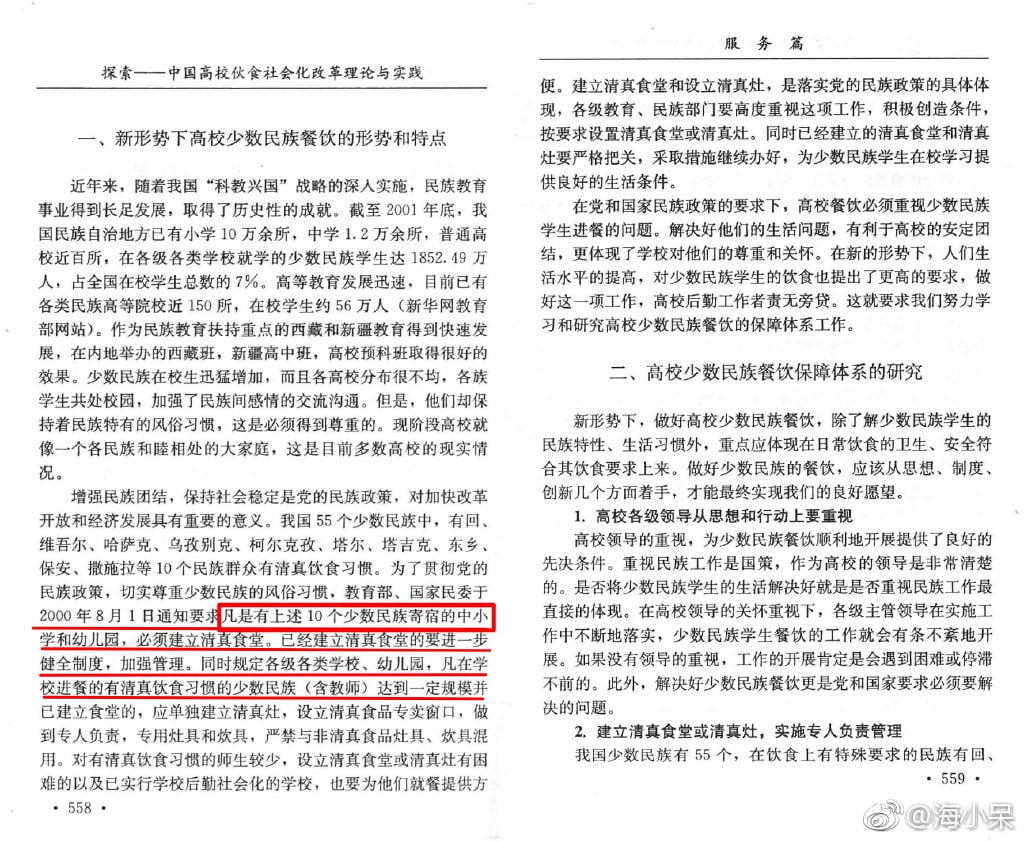 探索——中国高校伙食社会化改革理论与实践
一、新形势下高校少数民族餐饮的形势和特点
近年来，随着我国“科教兴国”战略的深入实施，民族教育
事业得到长足发展，取得了历史性的成就。截至 2001 年底，我
国民族自治地方已有小学 10 万余所，中学 1.2 万余所，普通高
校近百所，在各级各类学校就学的少数民族学生达 1852.49 万
人，占全国在校学生总数的 7%。高等教育发展迅速，目前已有
各类民族高等院校近 150 所，在校学生约 56 万人（新华网教育
部网站）。作为民族教育扶持重点的西藏和新疆教育得到快速发
展，在内地举办的西藏班，新疆高中班，高校预科班取得很好的
效果。少数民族在校生迅猛增加，而且各高校分布很不均，各族
学生共处校园，加强了民族间感情的交流沟通。但是，他们却保
持着民族特有的风俗习惯，这是必须得到尊重的。现阶段高校就
像一个各民族和睦相处的大家庭，这是目前多数高校的现实情
况。
增强民族团结，保持社会稳定是党的民族政策，对加快改革
开放和经济发展具有重要的意义。我国 55 个少数民族中，有回、
维吾尔、哈萨克、乌孜别克、柯尔克孜、塔尔、塔吉克、东乡、
保安、撒施拉等 10 个民族群众有清真饮食习惯。为了贯彻党的
民族政策，切实尊重少数民族的风俗习惯，教育部、国家民委于
2000 年 8 月 1 日通知要求凡是有上述 10 个少数民族寄宿的中小
学和幼儿园，必须建立清真食堂。已经建立清真食堂的要进一步
健全制度，加强管理。同时规定各级各类学校、幼儿园，凡在学
校进餐的有清真饮食习惯的少数民族（含教师）达到一定规模并
已建立食堂的，应单独建立清真灶，设立清真食品专卖窗口，做
到专人负责，专用灶具和炊具，严禁与非清真食品灶具、炊具混
用。对有清真饮食习惯的师生较少，设立清真食堂或清真灶有困
难的以及已实行学校后勤社会化的学校，也要为他们就餐提供方
· 558 ·
服 务 篇
便。建立清真食堂和设立清真灶，是落实党的民族政策的具体体
现，各级教育、民族部门要高度重视这项工作，积极创造条件，
按要求设置清真食堂或清真灶。同时已经建立的清真食堂和清真
灶要严格把关，采取措施继续办好，为少数民族学生在校学习提
供良好的生活条件。
在党和国家民族政策的要求下，高校餐饮必须重视少数民族
学生进餐的问题。解决好他们的生活问题，有利于高校的安定团
结，更体现了学校对他们的尊重和关怀。在新的形势下，人们生
活水平的提高，对少数民族学生的饮食也提出了更高的要求，做
好这一项工作，高校后勤工作者责无旁贷。这就要求我们努力学
习和研究高校少数民族餐饮的保障体系工作。
二、高校少数民族餐饮保障体系的研究
新形势下，做好高校少数民族餐饮，除了解少数民族学生的
民族特性、生活习惯外，重点应体现在日常饮食的卫生、安全符
合其饮食要求上来。做好少数民族的餐饮，应该从思想、制度、
创新几个方面着手，才能最终实现我们的良好愿望。
1. 高校各级领导从思想和行动上要重视
高校领导的重视，为少数民族餐饮顺利地开展提供了良好的
先决条件。重视民族工作是国策，作为高校的领导是非常清楚
的。是否将少数民族学生的生活解决好就是是否重视民族工作最
直接的体现。在高校领导的关怀重视下，各级主管领导在实施工
作中不断地落实，少数民族学生餐饮的工作就会有条不紊地开
展。如果没有领导的重视，工作的开展肯定是会遇到困难或停滞
不前的。此外，解决好少数民族餐饮更是党和国家要求必须要解
决的问题。
2. 建立清真食堂或清真灶，实施专人负责管理
我国少数民族有 55 个，在饮食上有特殊要求的民族有回、
· 559 ·
@海小呆